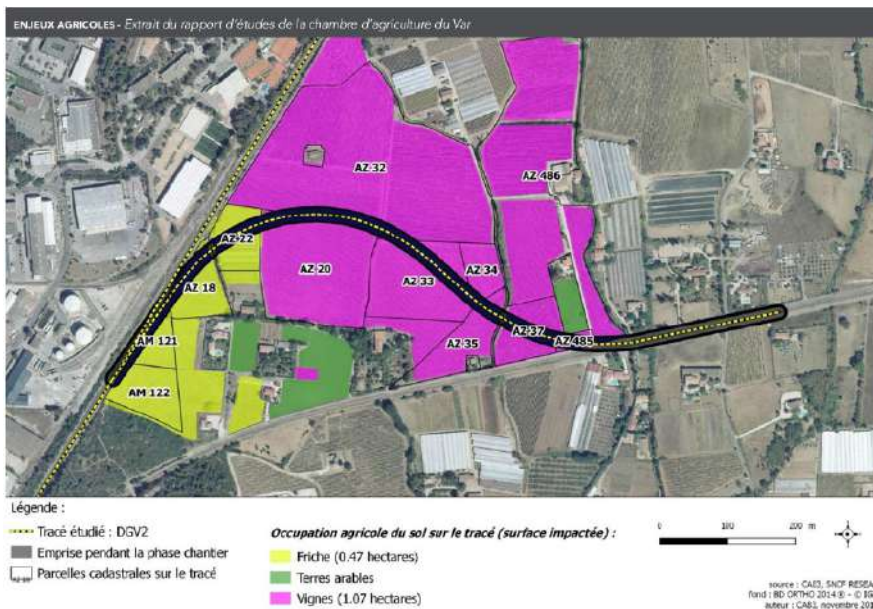 ENJEUX AGRICOLES - Extrait du rapport d'études de la chambre d'agriculture du Var
AZ 32
AZ 486
AZ 22
AZ 20
AZ 33
AZ 34
AZ 18
AM 121
AZ 37
AZ 35
AZ 485
AM 122
Légende :
Tracé étudié : DGV2
Emprise pendant la phase chantier
Parcelles cadastrales sur le tracé
Occupation agricole du sol sur le tracé (surface impactée) :
Friche (0.47 hectares)
Terres arables
Vignes (1.07 hectares)
0 100 200 m
source : CA83, SNCF RESEA
fond : BD ORTHO 2014 ® - © IG
auteur : CA83, novembre 201